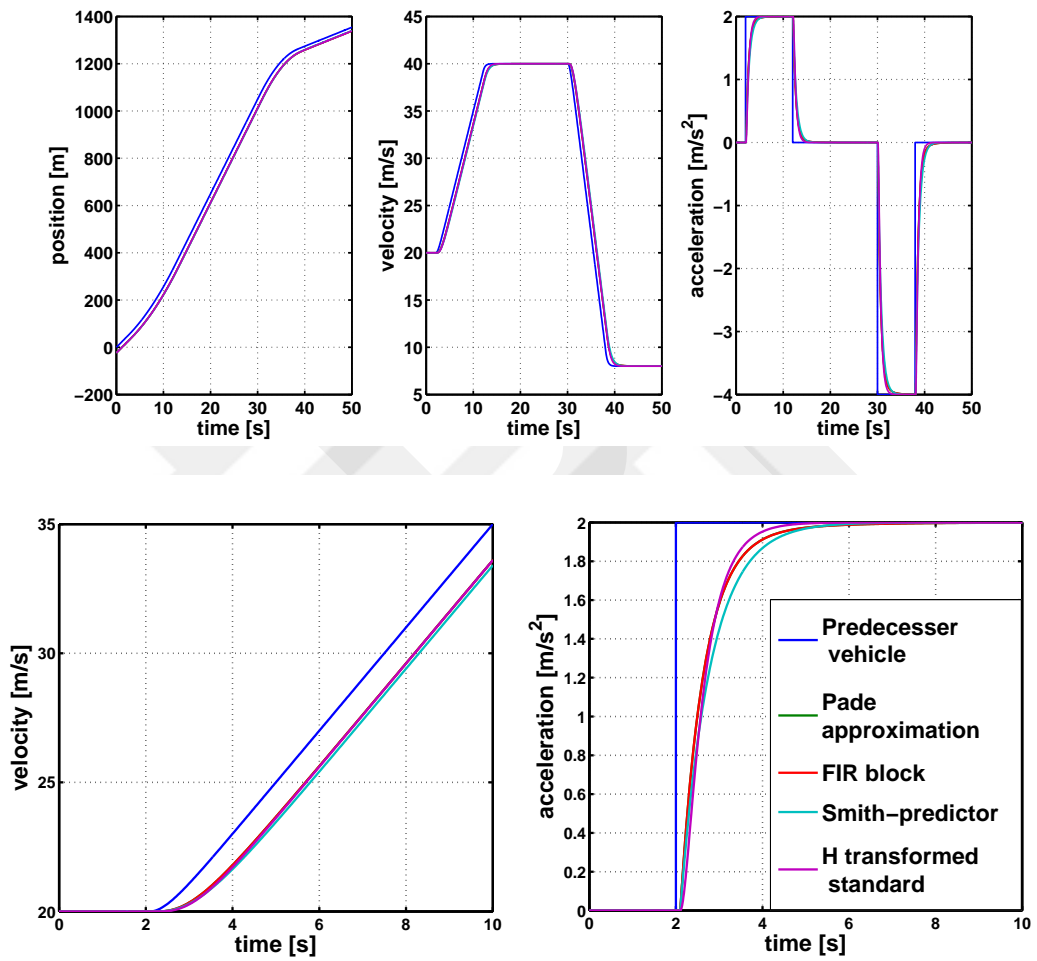 1400
1200
1000
800
600
400
200
0
−200
0 10 20 30 40 50
position [m]
time [s]
45
40
35
30
25
20
15
10
5
0 10 20 30 40 50
velocity [m/s]
time [s]
2
1
0
−1
−2
−3
−4
0 10 20 30 40 50
acceleration [m/s2]
time [s]
35
30
25
20
0 2 4 6 8 10
velocity [m/s]
time [s]
2
1.8
1.6
1.4
1.2
1
0.8
0.6
0.4
0.2
0
0 2 4 6 8 10
acceleration [m/s2]
time [s]
Predecesser
vehicle
Pade
approximation
FIR block
Smith−predictor
H transformed
standard